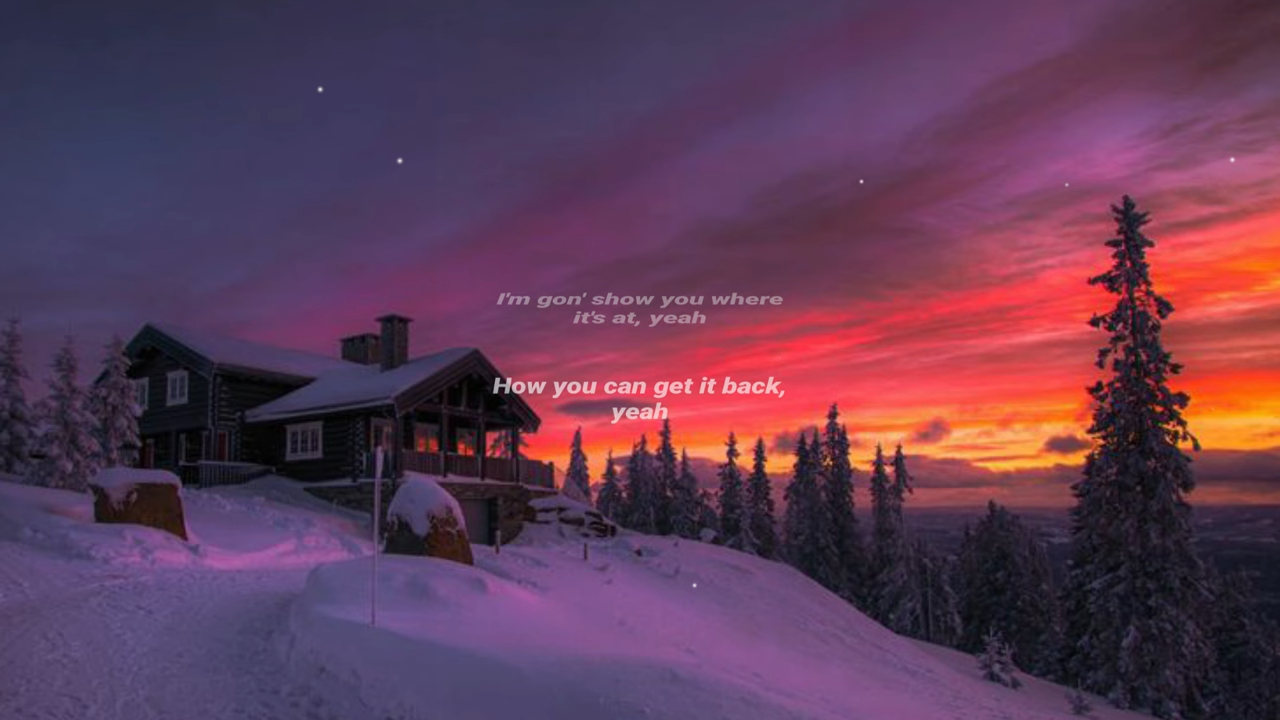 I'm gon' show you where
it's at, yeah
How you can get it back,
yeah